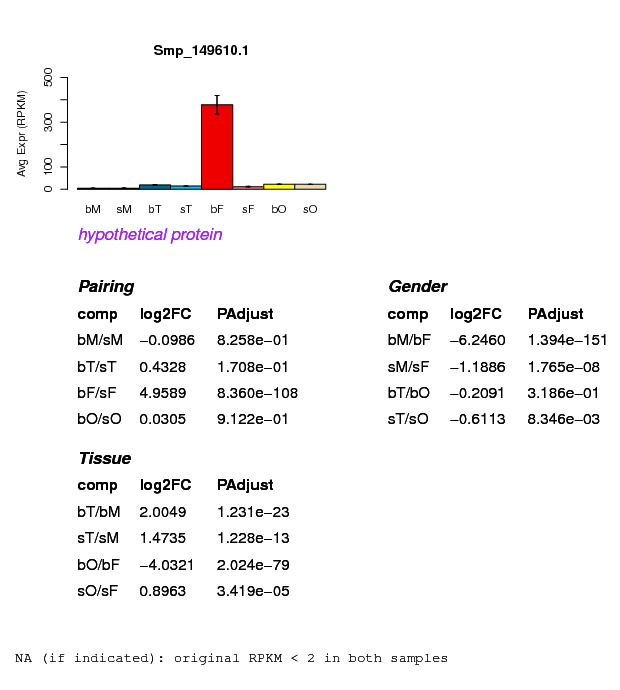 Smp_149610.1
Avg Expr (RPKM)
500
300
100
0
bM sM bT sT bF sF bO sO
hypothetical protein
Pairing
comp log2FC PAdjust
bM/sM −0.0986 8.258e−01
bT/sT 0.4328 1.708e−01
bF/sF 4.9589 8.360e−108
bO/sO 0.0305 9.122e−01
Gender
comp log2FC PAdjust
bM/bF −6.2460 1.394e−151
sM/sF −1.1886 1.765e−08
bT/bO −0.2091 3.186e−01
sT/sO −0.6113 8.346e−03
Tissue
comp log2FC PAdjust
bT/bM 2.0049 1.231e−23
sT/sM 1.4735 1.228e−13
bO/bF −4.0321 2.024e−79
sO/sF 0.8963 3.419e−05
NA (if indicated): original RPKM < 2 in both samples